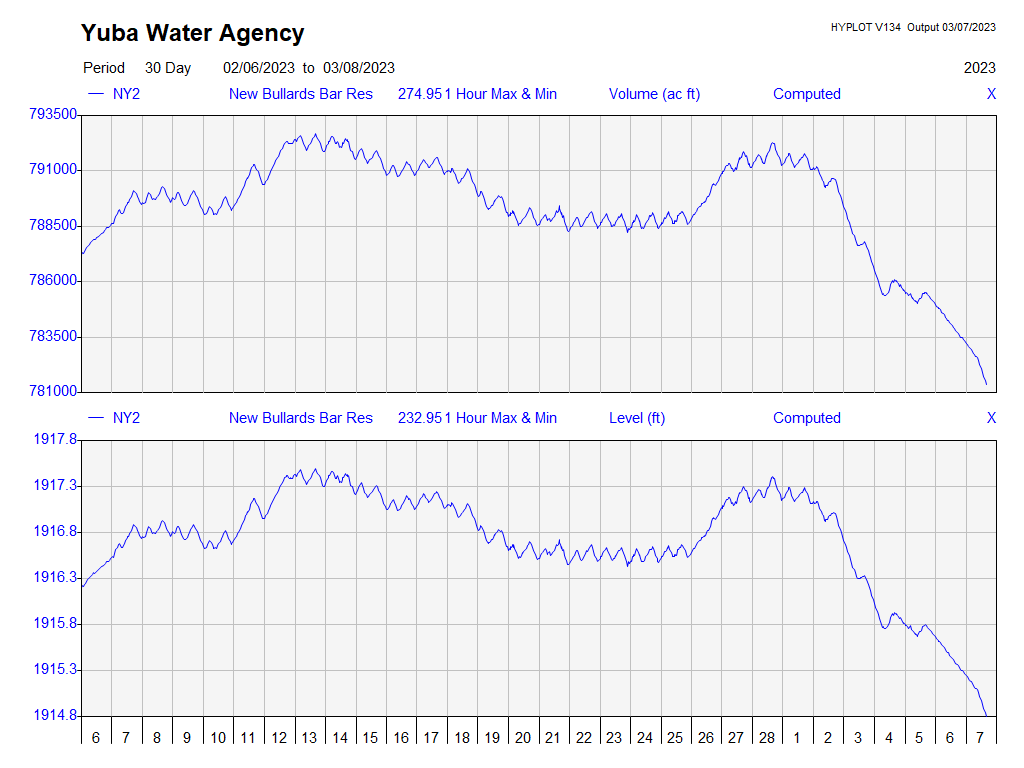 Yuba Water Agency
HYPLOT V134 Output 03/07/2023
Period 30 Day 02/06/2023 to 03/08/2023 2023
NY2 New Bullards Bar Res 274.95 1 Hour Max & Min Volume (ac ft) Computed X
793500
791000
788500
786000
783500
781000
NY2 New Bullards Bar Res 232.95 1 Hour Max & Min Level (ft) Computed X
1917.8
1917.3
1916.8
1916.3
1915.8
1915.3
1914.8
6 7 8 9 10 11 12 13 14 15 16 17 18 19 20 21 22 23 24 25 26 27 28 1 2 3 4 5 6 7